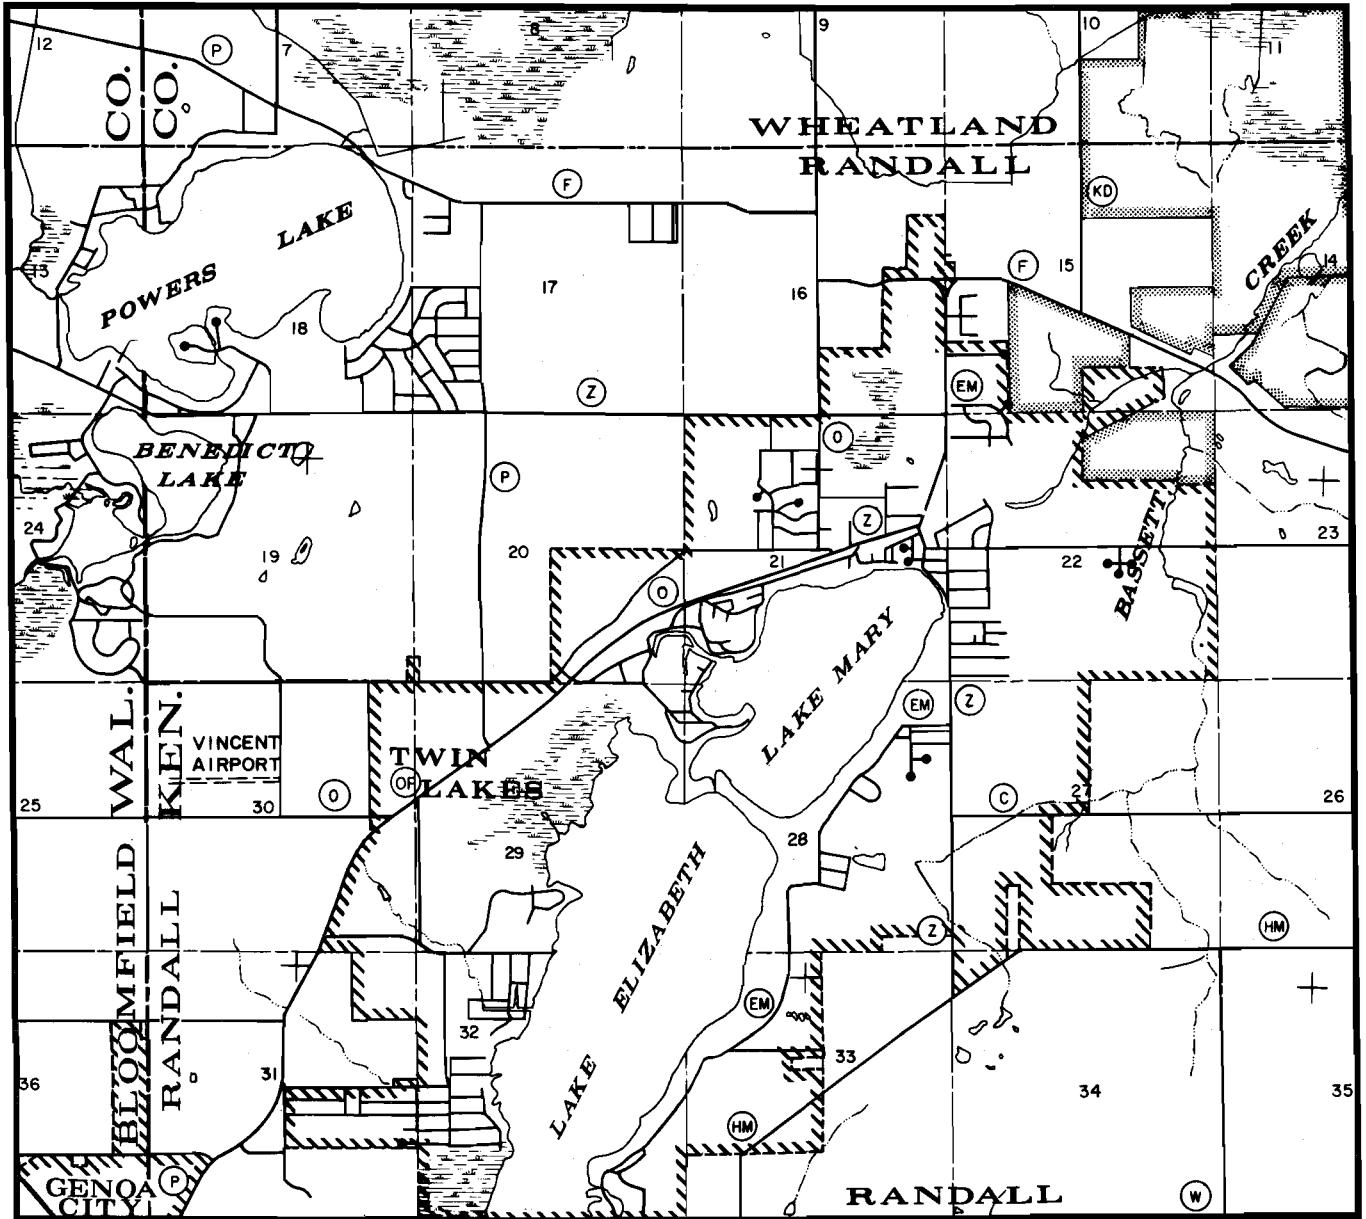 12
P
7
8
9
10
11
CO.
CO.
WHEATLAND
RANDALL
F
KD
LAKE
POWERS
CREEK
13
17
16
F
15
14
18
Z
EM
BENEDICT
LAKE
O
P
24
Z
BASSETT
19
20
21
22
23
O
LAKE MARY
WAL.
KEN.
VINCENT
AIRPORT
EM
Z
TWIN
LAKES
OF
25
30
O
C
27
26
29
28
BLOOMFIELD
RANDALL
ELIZABETH
LAKE
Z
HM
EM
32
33
36
31
34
35
HM
GENOA
CITY
P
RANDALL
W